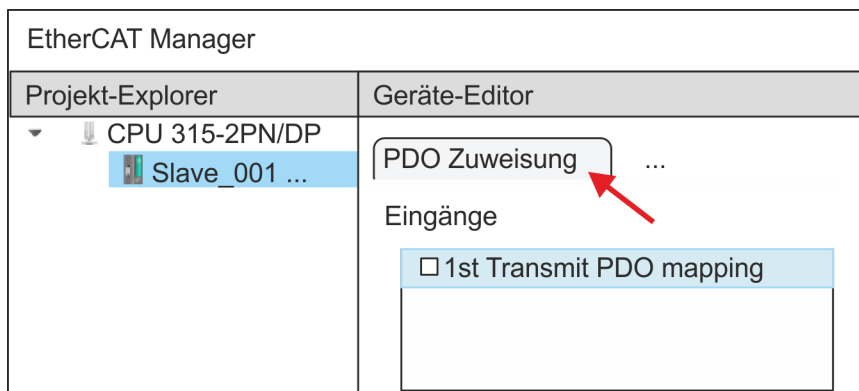 EtherCAT Manager
Projekt-Explorer
Geräte-Editor
CPU 315-2PN/DP
Slave_001 ...
PDO Zuweisung
...
Eingänge
1st Transmit PDO mapping